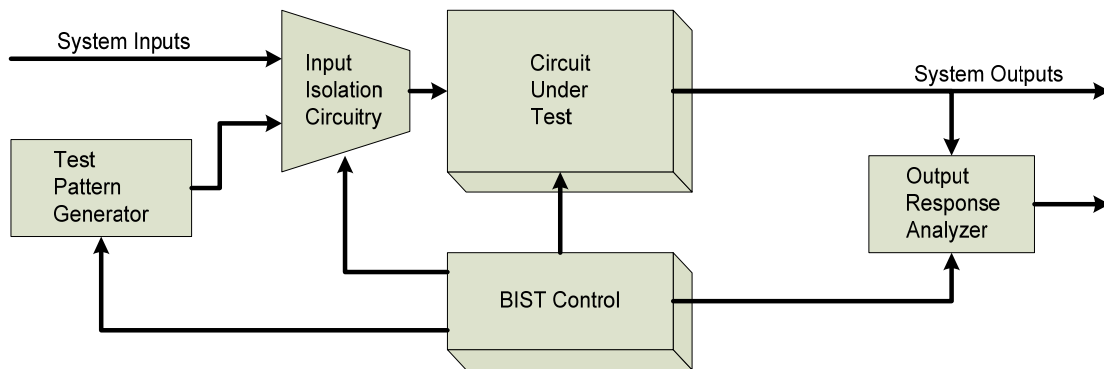 System Inputs
Input
Isolation
Circuitry
Circuit
Under
Test
System Outputs
Test
Pattern
Generator
Output
Response
Analyzer
BIST Control